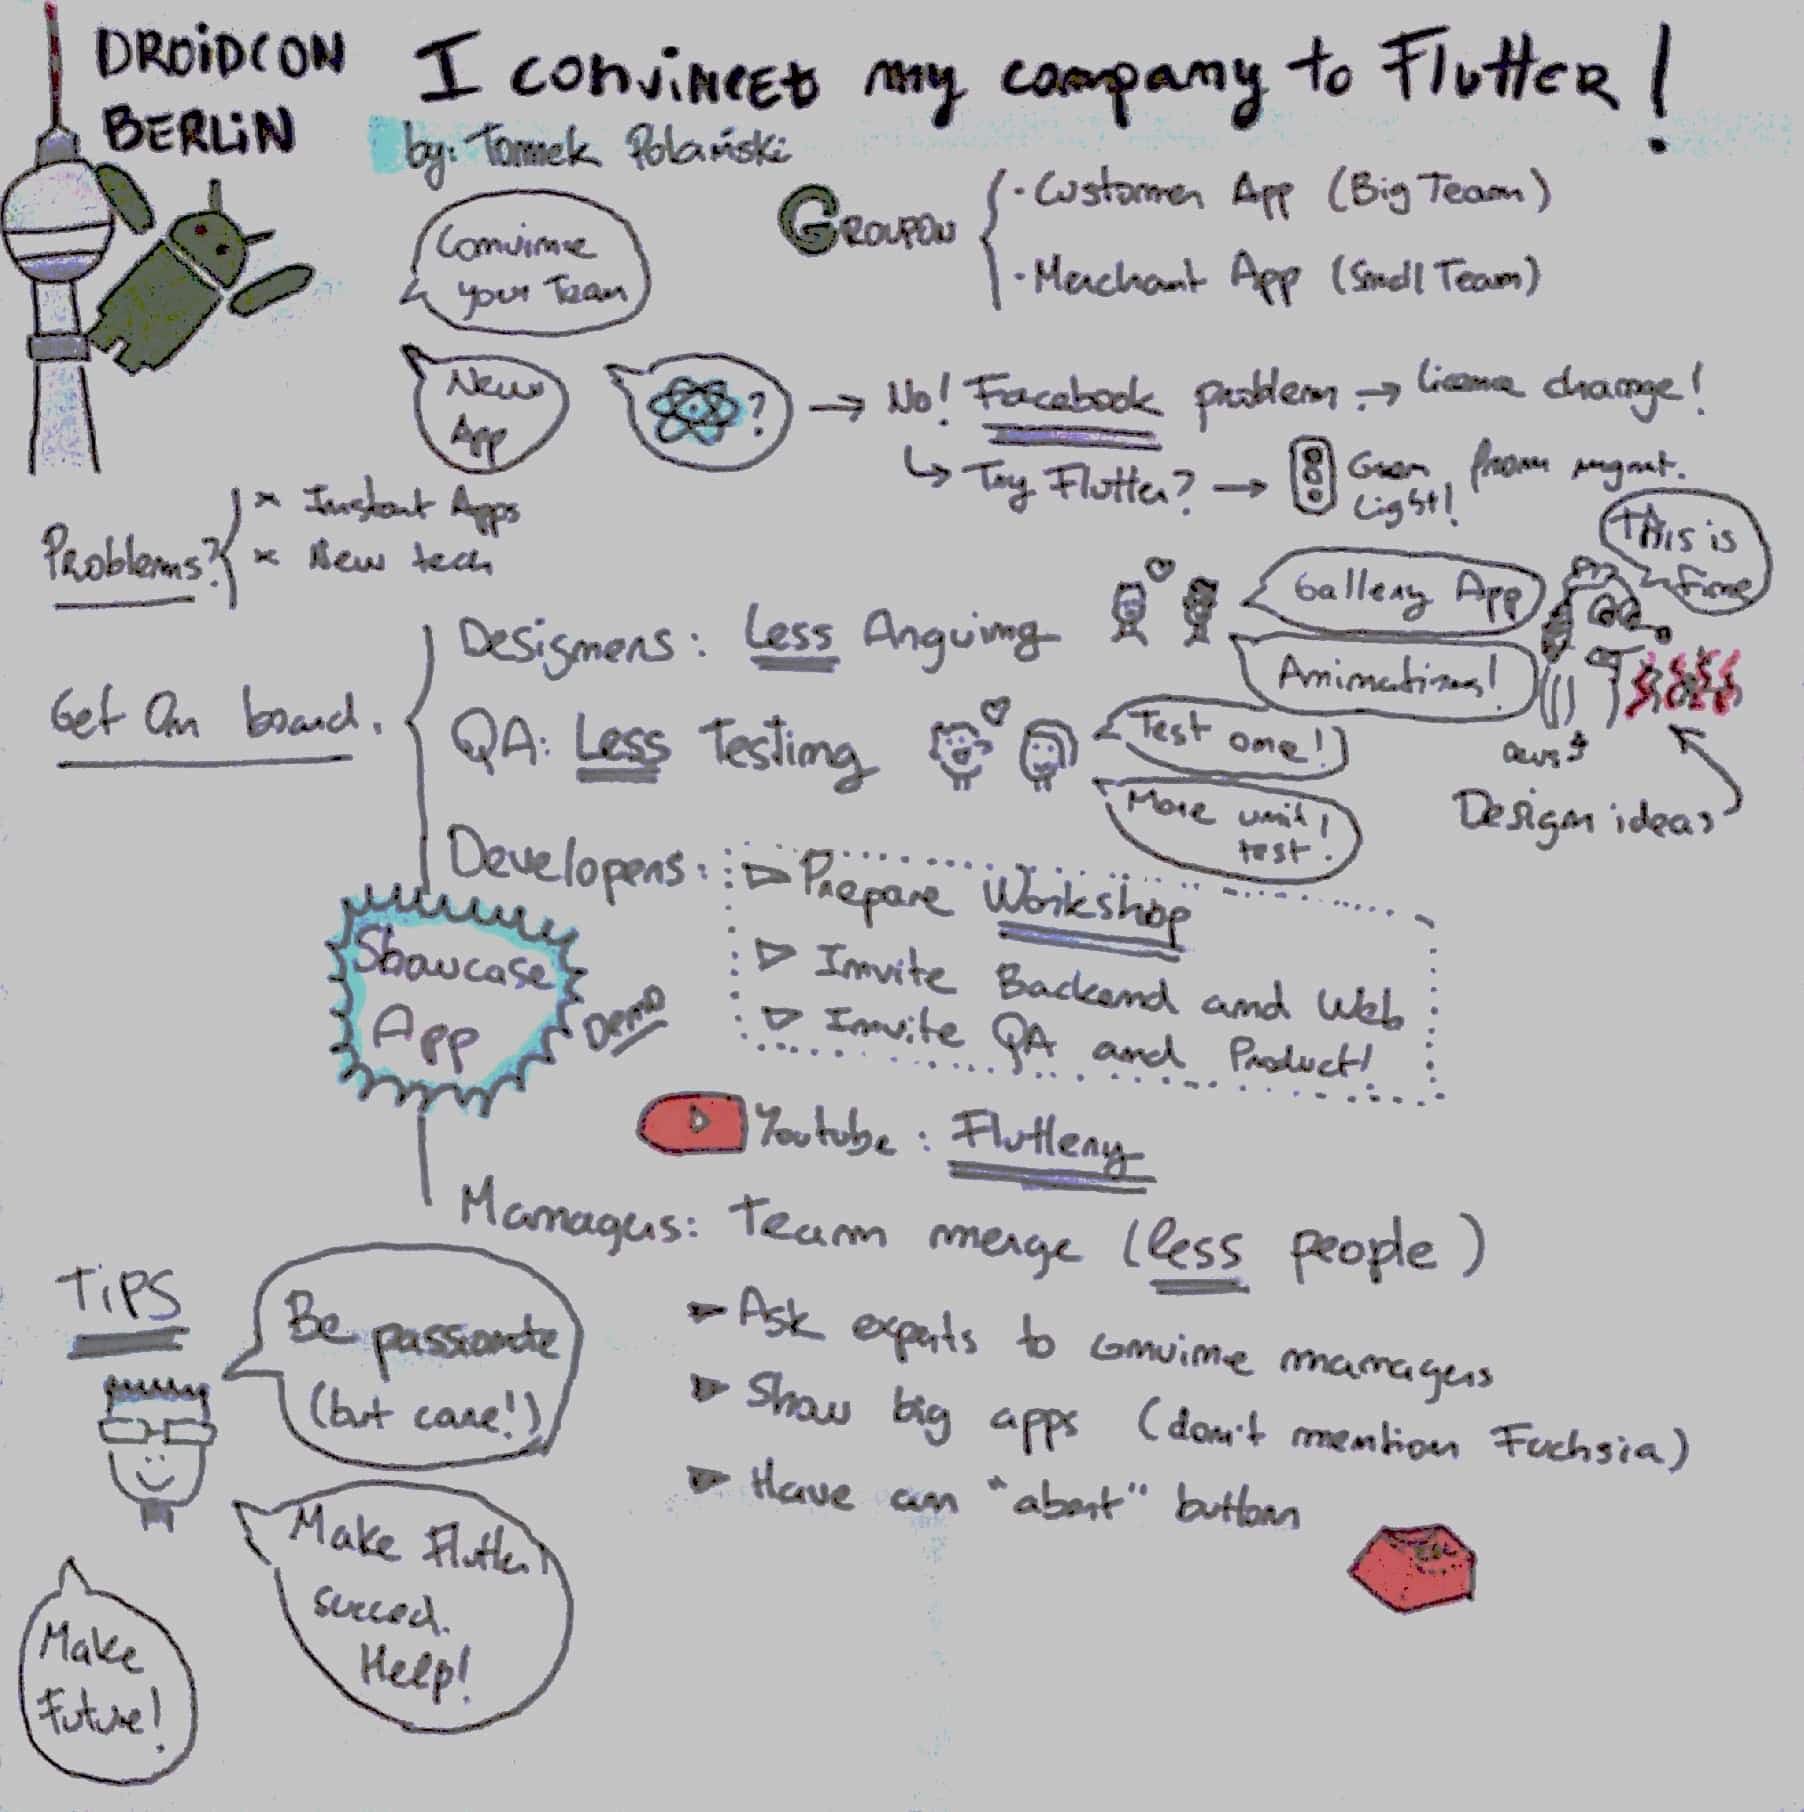 DROIDCON
BERLIN
I convinced my company to Flutter!
by: Tomek Polański
Convince
your Team
GROUPON
· Customer App (Big Team)
· Merchant App (Small Team)
New
App
?
→ No! Facebook problem → license change!
↳ Try Flutter? → Green
Light! from mgmt.
Problems?
× Instant Apps
× New tech
This is
fine
Get On board.
Designers: Less Arguing
Gallery App
Animations!
QA: Less Testing
Test one!
More unit
test!
Design ideas
Developers:
▷ Prepare Workshop
▷ Invite Backend and Web
▷ Invite QA and Product!
Showcase
App
Demo
Youtube: Fluttery
Managers: Team merge (less people)
▷ Ask experts to convince managers
▷ Show big apps (don't mention Fuchsia)
▷ Have an "abort" button
TiPS
Be passionate
(but care!)
Make Flutter
succeed.
Help!
Make
Future!